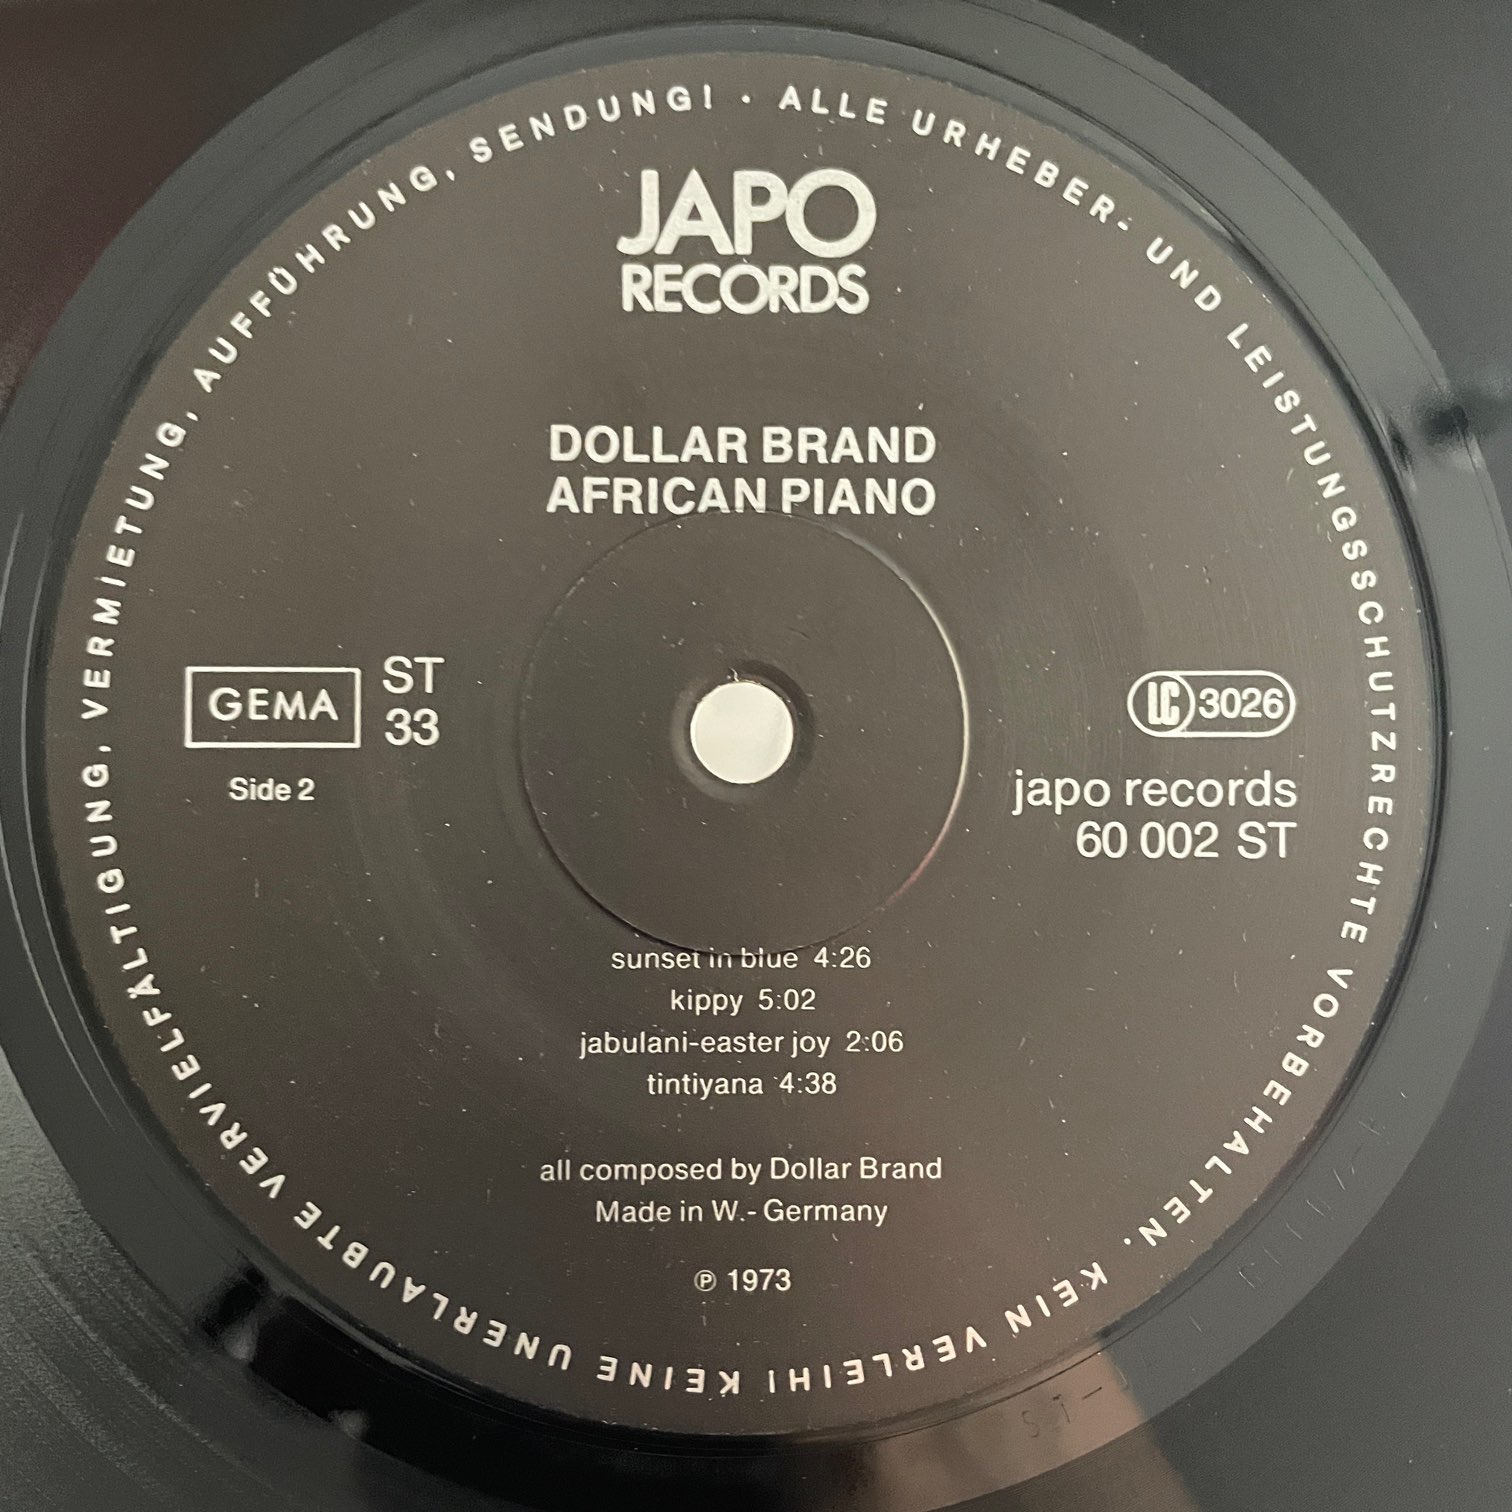 ALLE URHEBER- UND LEISTUNGSSCHUTZRECHTE VORBEHALTEN. KEIN VERLEIH! KEINE UNERLAUBTE VERVIELFÄLTIGUNG, VERMIETUNG, AUFFÜHRUNG, SENDUNG! ·
JAPO
RECORDS
DOLLAR BRAND
AFRICAN PIANO
GEMA
ST
33
Side 2
LC 3026
japo records
60 002 ST
sunset in blue 4:26
kippy 5:02
jabulani-easter joy 2:06
tintiyana 4:38
all composed by Dollar Brand
Made in W.-Germany
℗ 1973